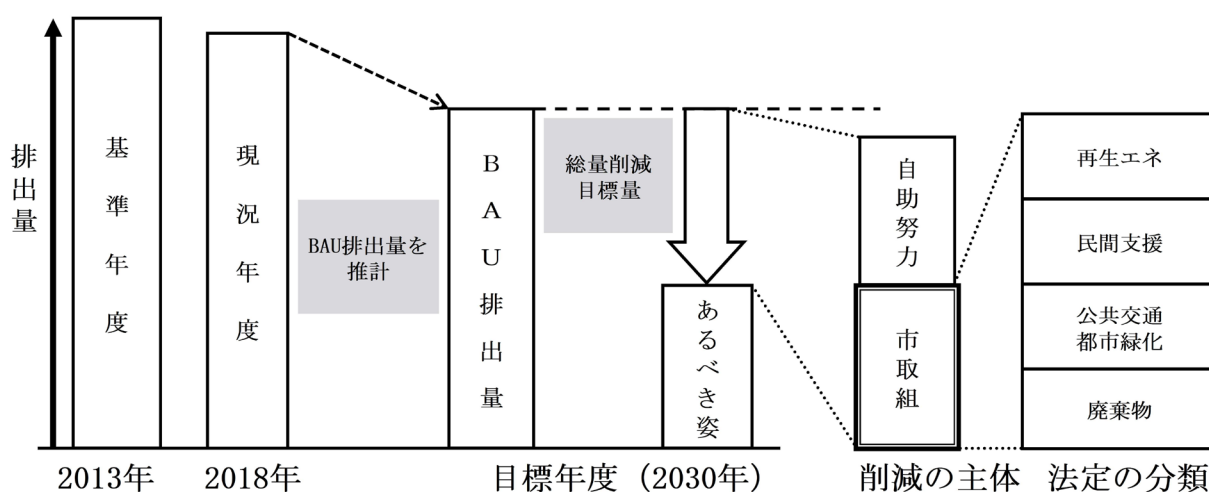 排出量
基準年度
現況年度
BAU排出量を
推計
BAU排出量
総量削減
目標量
あるべき姿
自助努力
市取組
再生エネ
民間支援
公共交通
都市緑化
廃棄物
2013年
2018年
目標年度（2030年）
削減の主体
法定の分類